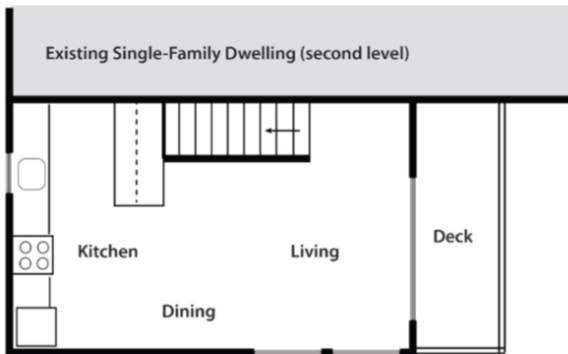 Existing Single-Family Dwelling (second level)
Kitchen
Living
Deck
Dining